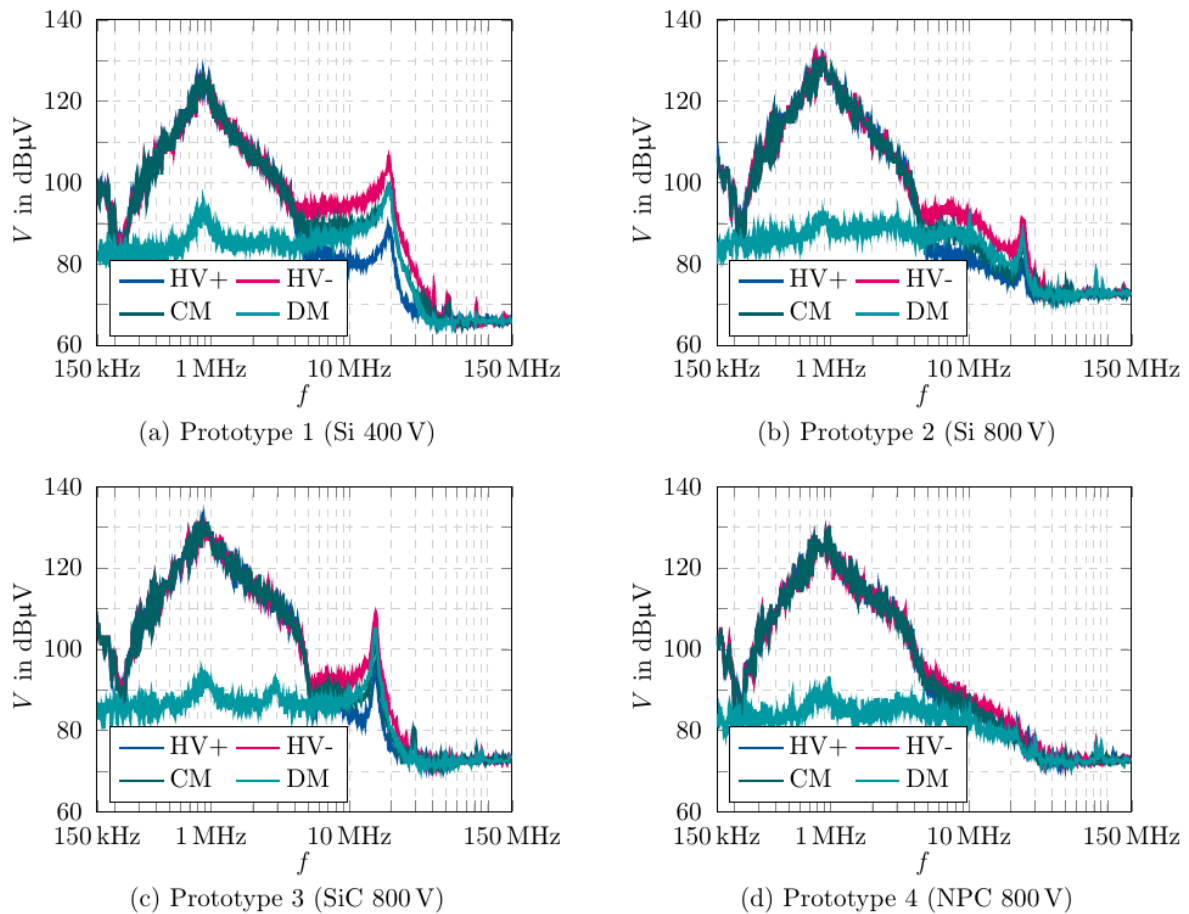 140
120
100
80
60
V in dBµV
HV+ HV-
CM DM
150 kHz 1 MHz 10 MHz 150 MHz
f
(a) Prototype 1 (Si 400 V)
140
120
100
80
60
V in dBµV
HV+ HV-
CM DM
150 kHz 1 MHz 10 MHz 150 MHz
f
(b) Prototype 2 (Si 800 V)
140
120
100
80
60
V in dBµV
HV+ HV-
CM DM
150 kHz 1 MHz 10 MHz 150 MHz
f
(c) Prototype 3 (SiC 800 V)
140
120
100
80
60
V in dBµV
HV+ HV-
CM DM
150 kHz 1 MHz 10 MHz 150 MHz
f
(d) Prototype 4 (NPC 800 V)